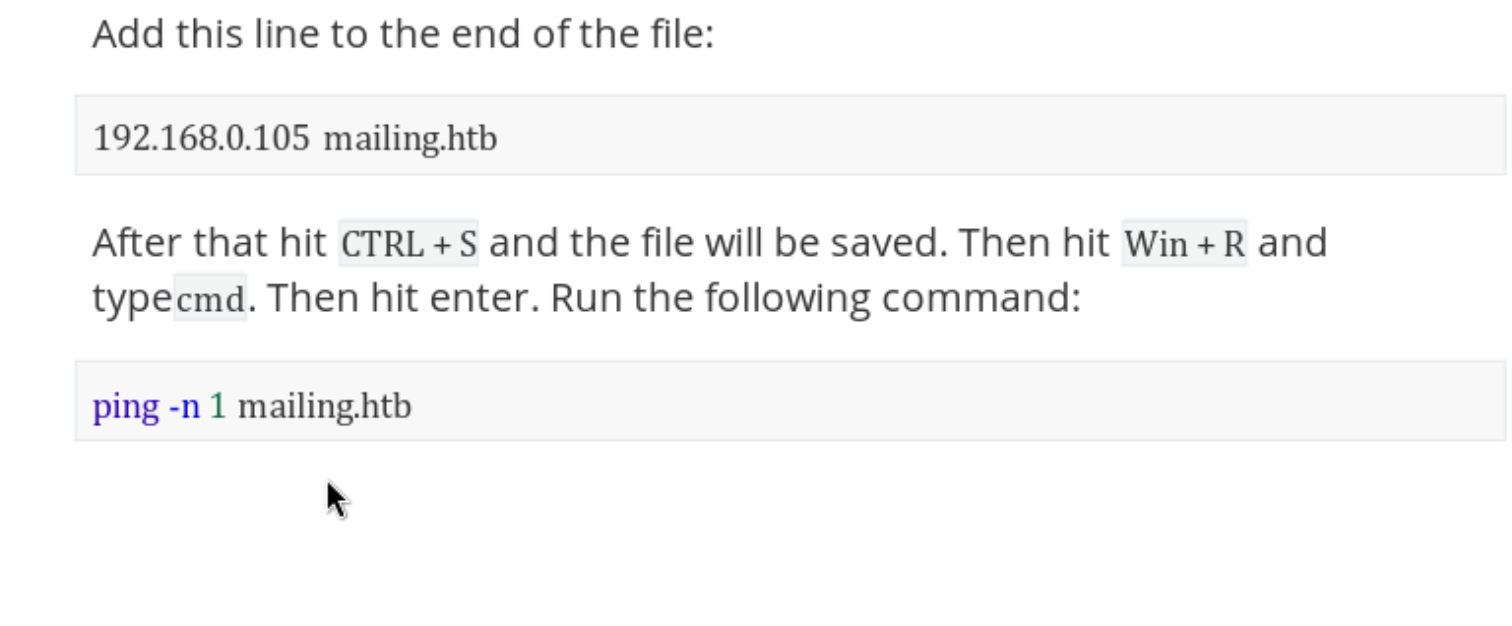 Add this line to the end of the file:
192.168.0.105 mailing.htb
After that hit CTRL + S and the file will be saved. Then hit Win + R and
typecmd. Then hit enter. Run the following command:
ping -n 1 mailing.htb